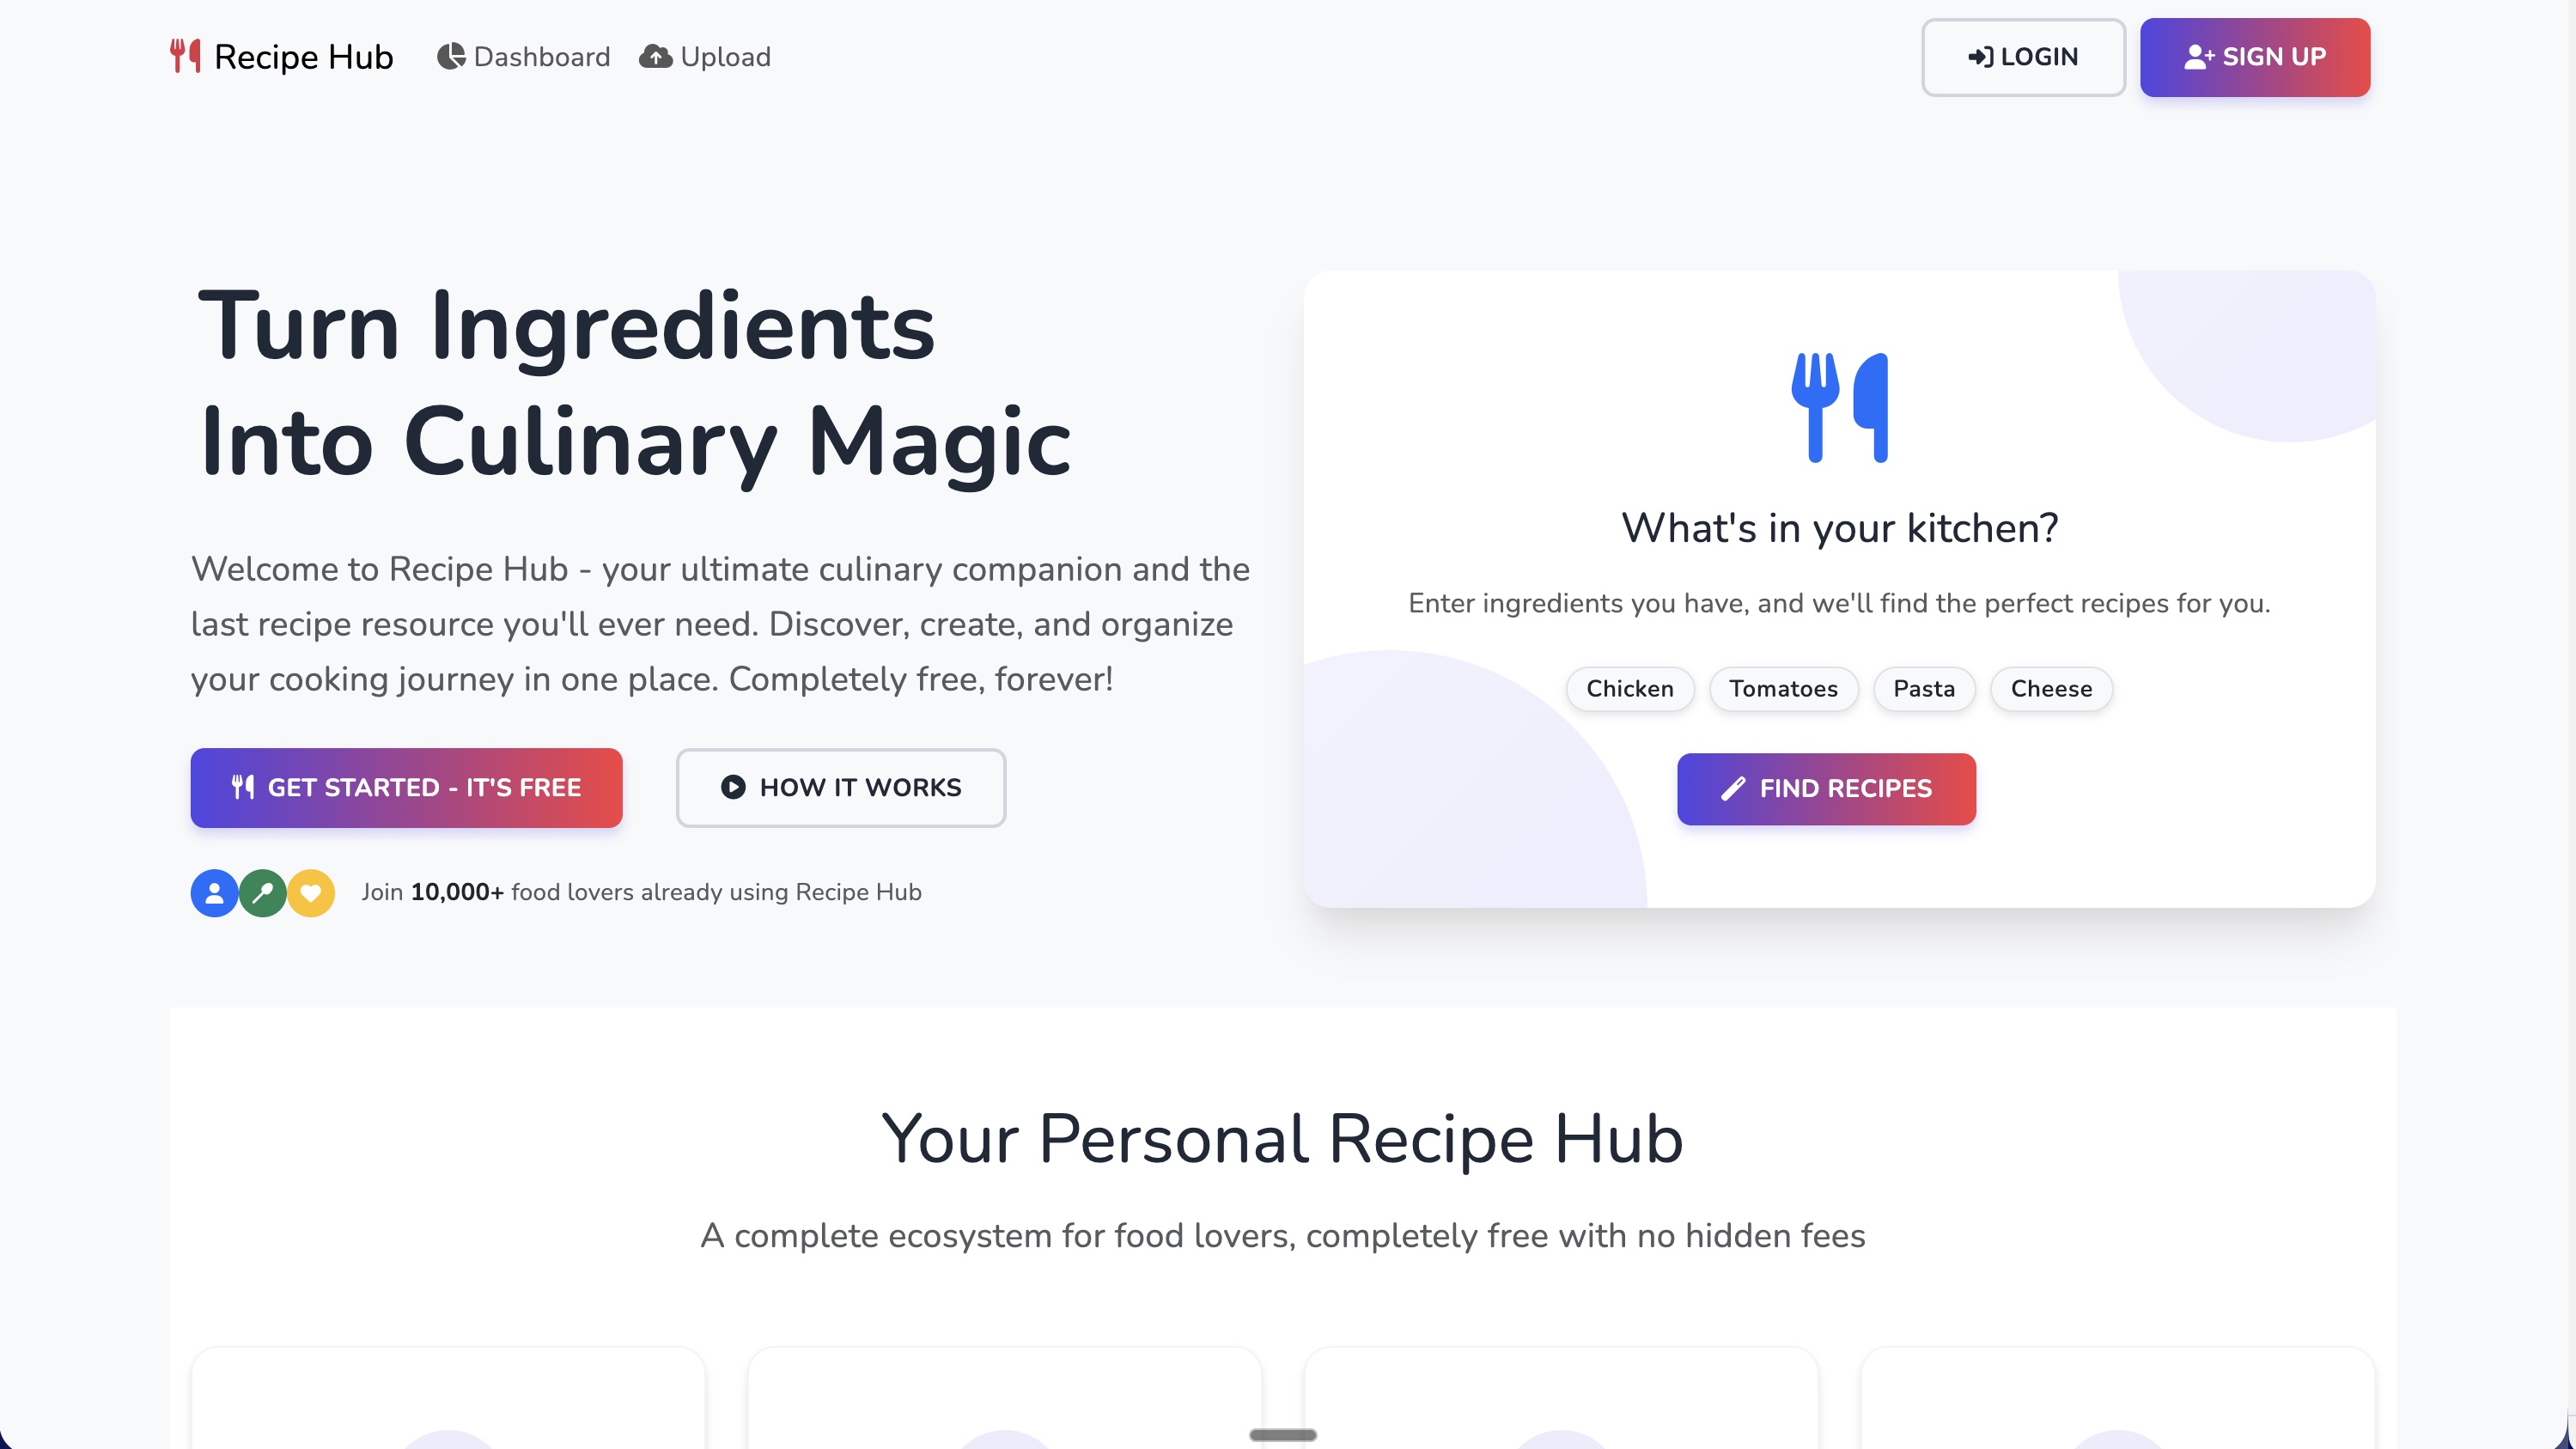 Recipe Hub
Dashboard
Upload
LOGIN
SIGN UP
Turn Ingredients
Into Culinary Magic
Welcome to Recipe Hub - your ultimate culinary companion and the
last recipe resource you'll ever need. Discover, create, and organize
your cooking journey in one place. Completely free, forever!
GET STARTED - IT'S FREE
HOW IT WORKS
Join 10,000+ food lovers already using Recipe Hub
What's in your kitchen?
Enter ingredients you have, and we'll find the perfect recipes for you.
Chicken
Tomatoes
Pasta
Cheese
FIND RECIPES
Your Personal Recipe Hub
A complete ecosystem for food lovers, completely free with no hidden fees